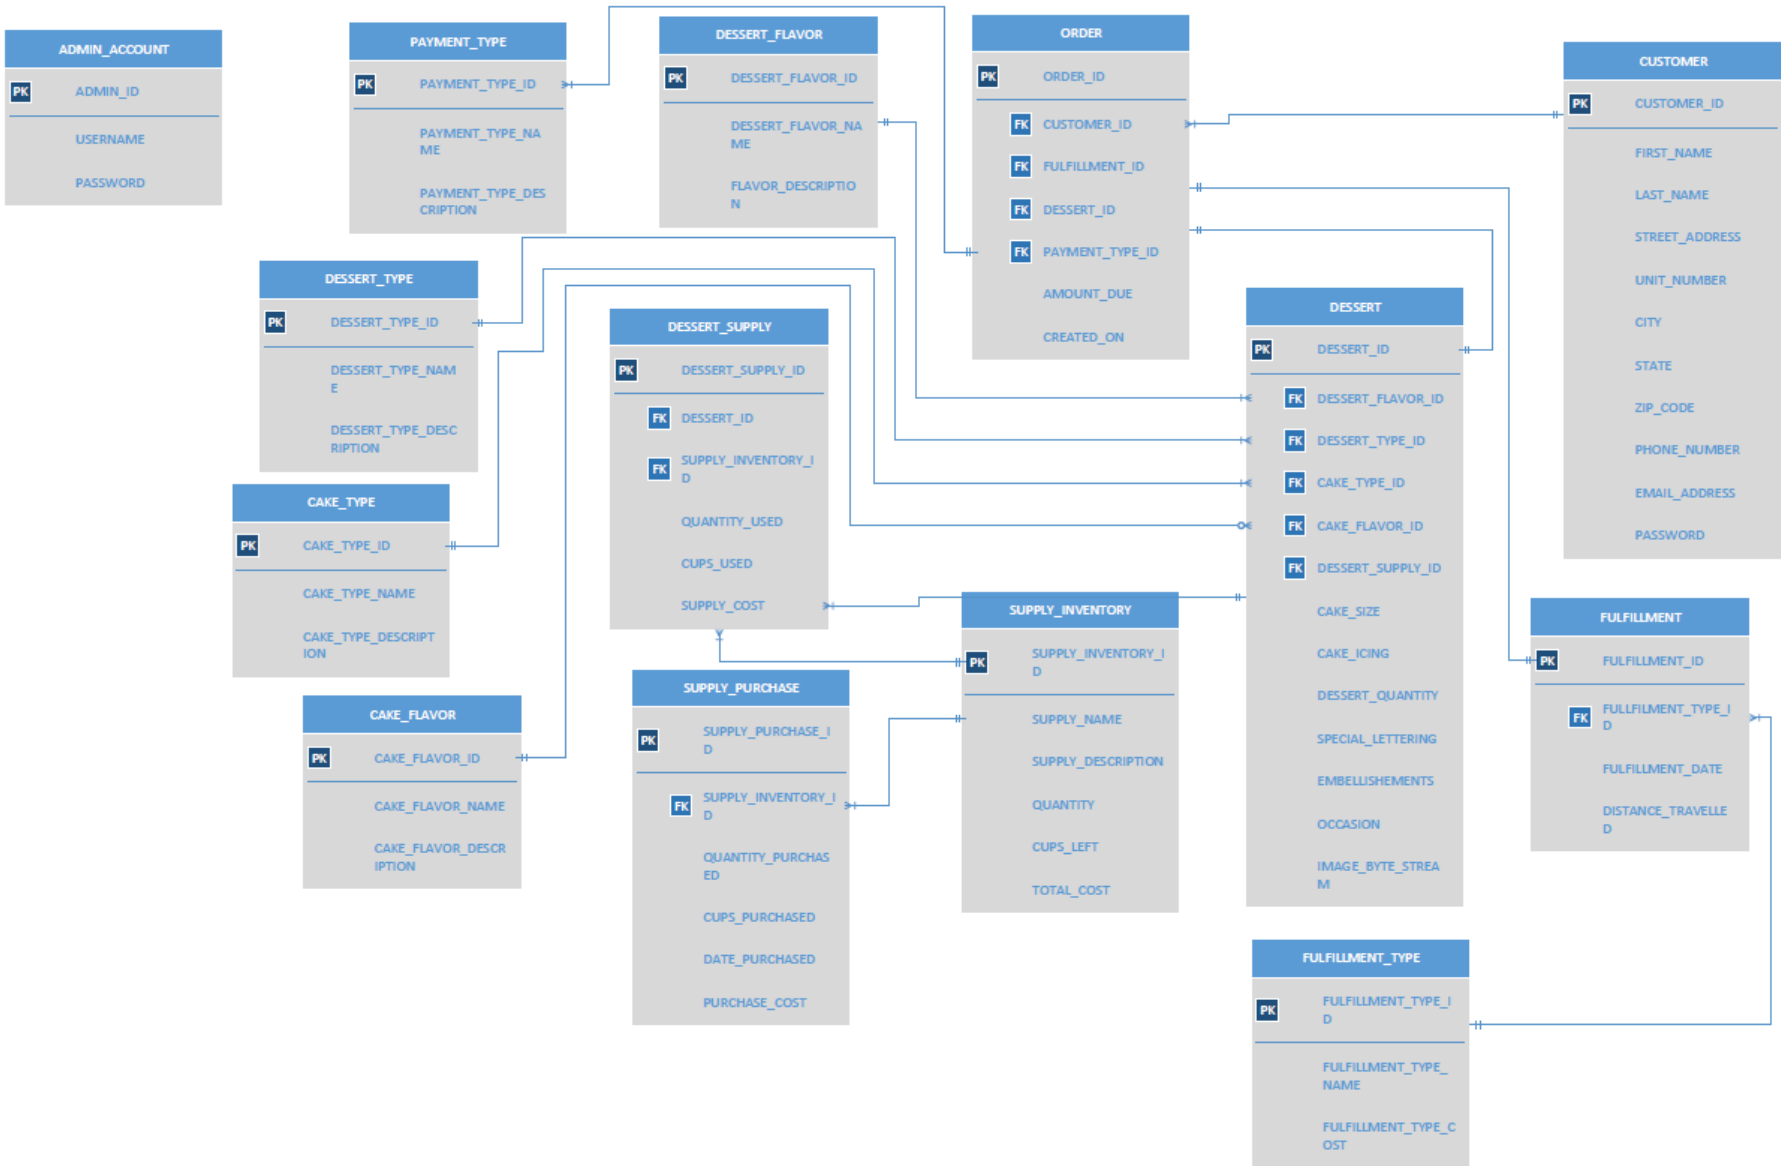 ADMIN_ACCOUNT
PK ADMIN_ID
USERNAME
PASSWORD
PAYMENT_TYPE
PK PAYMENT_TYPE_ID
PAYMENT_TYPE_NA
ME
PAYMENT_TYPE_DES
CRIPTION
DESSERT_FLAVOR
PK DESSERT_FLAVOR_ID
DESSERT_FLAVOR_NA
ME
FLAVOR_DESCRIPTIO
N
ORDER
PK ORDER_ID
FK CUSTOMER_ID
FK FULFILLMENT_ID
FK DESSERT_ID
FK PAYMENT_TYPE_ID
AMOUNT_DUE
CREATED_ON
CUSTOMER
PK CUSTOMER_ID
FIRST_NAME
LAST_NAME
STREET_ADDRESS
UNIT_NUMBER
CITY
STATE
ZIP_CODE
PHONE_NUMBER
EMAIL_ADDRESS
PASSWORD
DESSERT_TYPE
PK DESSERT_TYPE_ID
DESSERT_TYPE_NAM
E
DESSERT_TYPE_DESC
RIPTION
DESSERT_SUPPLY
PK DESSERT_SUPPLY_ID
FK DESSERT_ID
FK SUPPLY_INVENTORY_I
D
QUANTITY_USED
CUPS_USED
SUPPLY_COST
DESSERT
PK DESSERT_ID
FK DESSERT_FLAVOR_ID
FK DESSERT_TYPE_ID
FK CAKE_TYPE_ID
FK CAKE_FLAVOR_ID
FK DESSERT_SUPPLY_ID
CAKE_SIZE
CAKE_ICING
DESSERT_QUANTITY
SPECIAL_LETTERING
EMBELLISHEMENTS
OCCASION
IMAGE_BYTE_STREA
M
CAKE_TYPE
PK CAKE_TYPE_ID
CAKE_TYPE_NAME
CAKE_TYPE_DESCRIPT
ION
SUPPLY_INVENTORY
PK SUPPLY_INVENTORY_I
D
SUPPLY_NAME
SUPPLY_DESCRIPTION
QUANTITY
CUPS_LEFT
TOTAL_COST
FULFILLMENT
PK FULFILLMENT_ID
FK FULLFILMENT_TYPE_I
D
FULFILLMENT_DATE
DISTANCE_TRAVELLE
D
SUPPLY_PURCHASE
PK SUPPLY_PURCHASE_I
D
FK SUPPLY_INVENTORY_I
D
QUANTITY_PURCHAS
ED
CUPS_PURCHASED
DATE_PURCHASED
PURCHASE_COST
CAKE_FLAVOR
PK CAKE_FLAVOR_ID
CAKE_FLAVOR_NAME
CAKE_FLAVOR_DESCR
IPTION
FULFILLMENT_TYPE
PK FULFILLMENT_TYPE_I
D
FULFILLMENT_TYPE_
NAME
FULFILLMENT_TYPE_C
OST